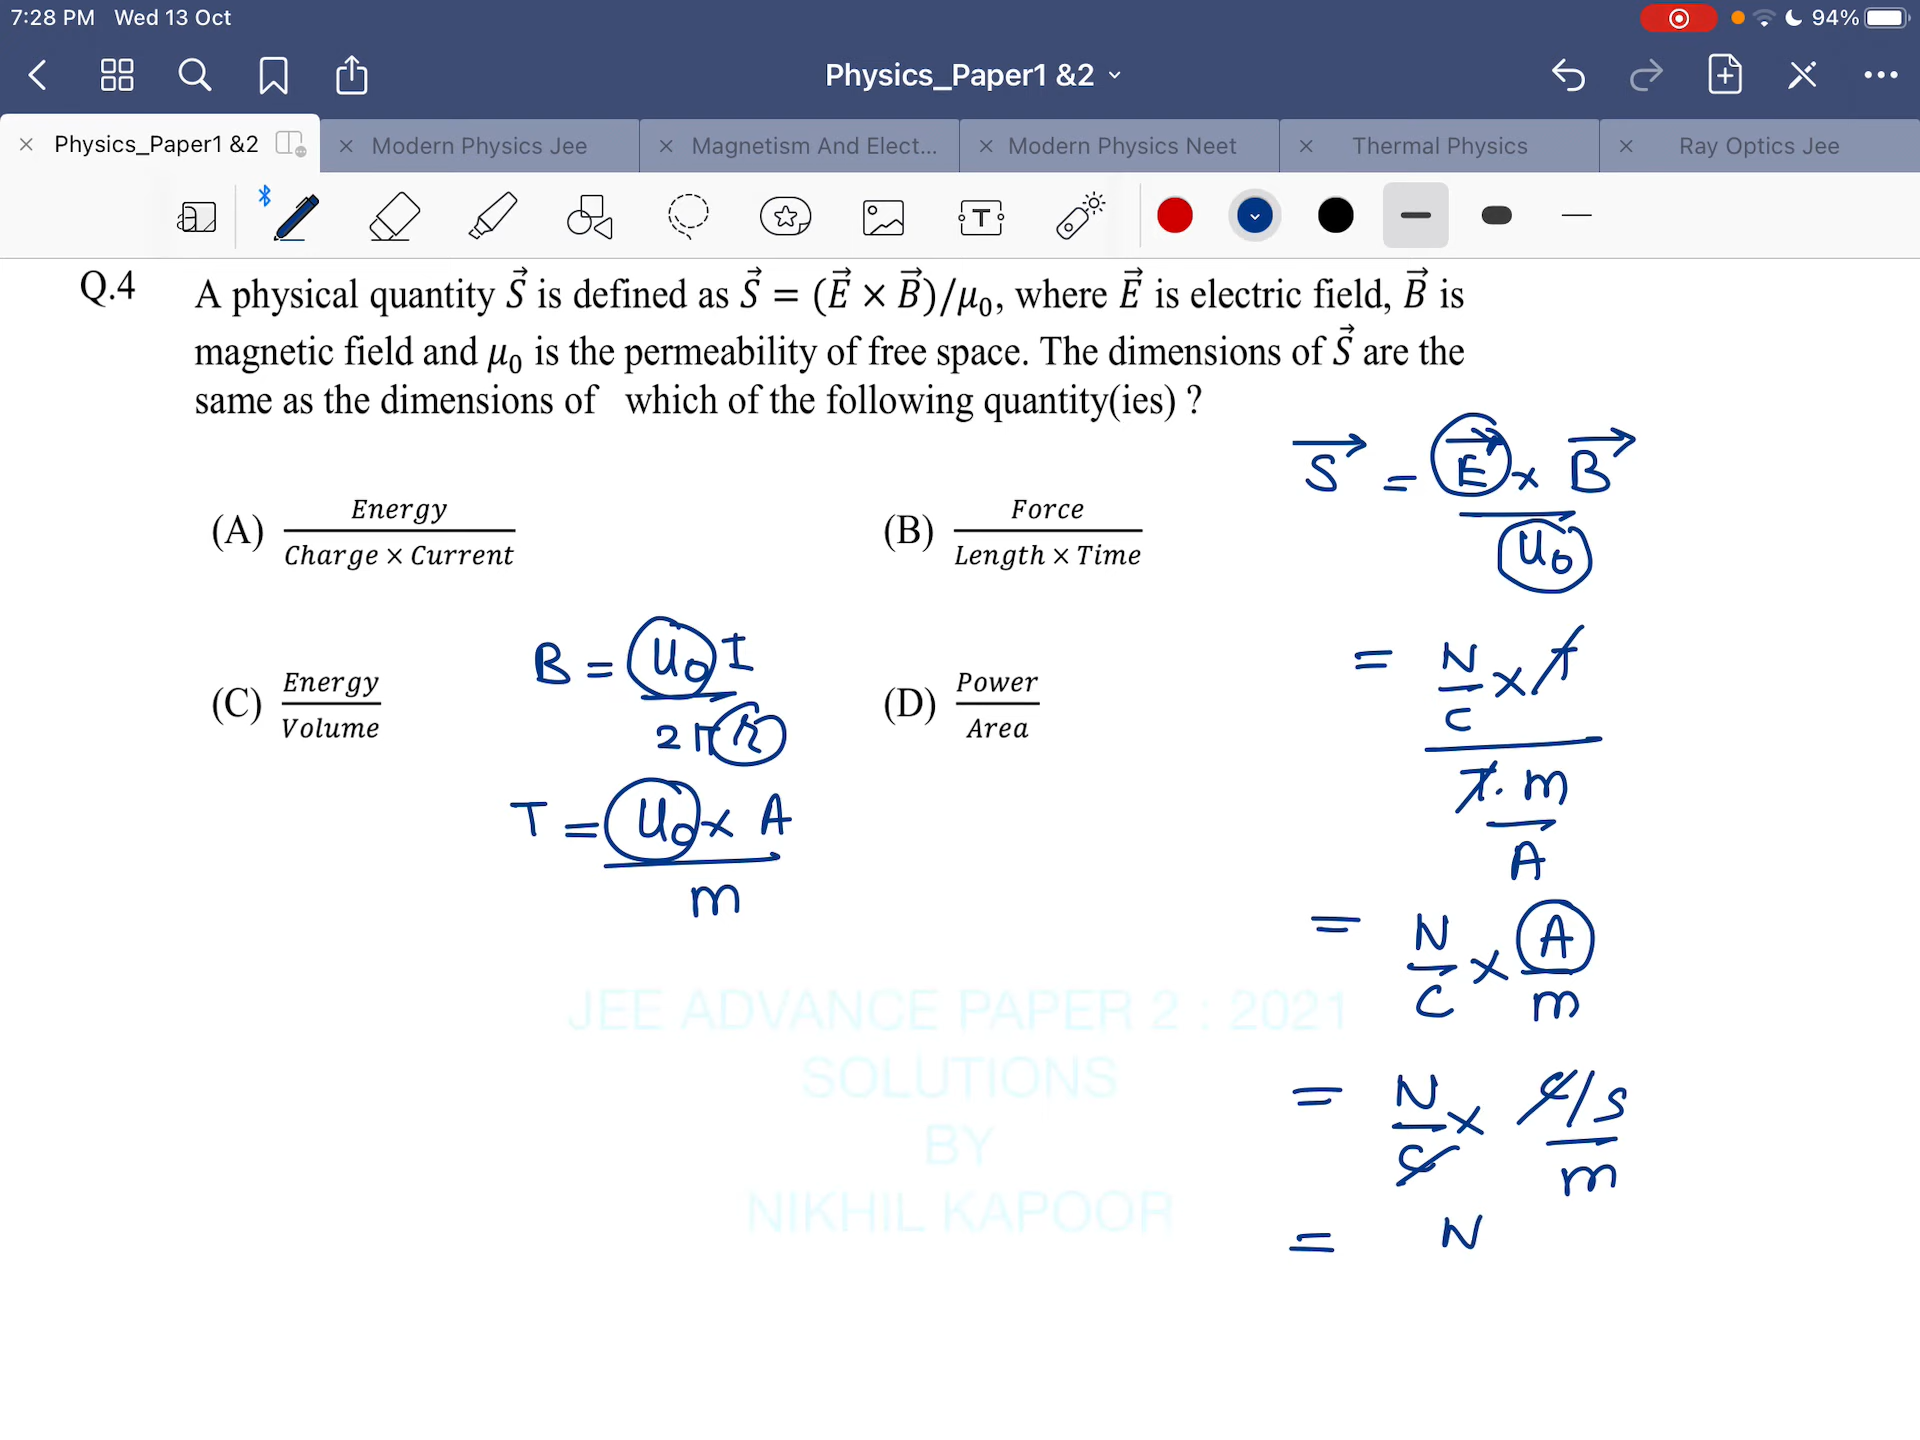 7:28 PM Wed 13 Oct 94%
Physics_Paper1 &2
Physics_Paper1 &2 Modern Physics Jee Magnetism And Elect... Modern Physics Neet Thermal Physics Ray Optics Jee
Q.4 A physical quantity S⃗ is defined as S⃗ = (E⃗ × B⃗)/μ₀, where E⃗ is electric field, B⃗ is
magnetic field and μ₀ is the permeability of free space. The dimensions of S⃗ are the
same as the dimensions of which of the following quantity(ies) ?
(A) Energy / Charge × Current
(B) Force / Length × Time
(C) Energy / Volume
(D) Power / Area
B = μ₀ I / 2πr
T = μ₀ × A / m
S⃗ = E⃗ × B⃗ / μ₀
= N/C × T / T.m/A
= N/C × A/m
= N/C × C/s / m
= N
JEE ADVANCE PAPER 2 : 2021
SOLUTIONS
BY
NIKHIL KAPOOR